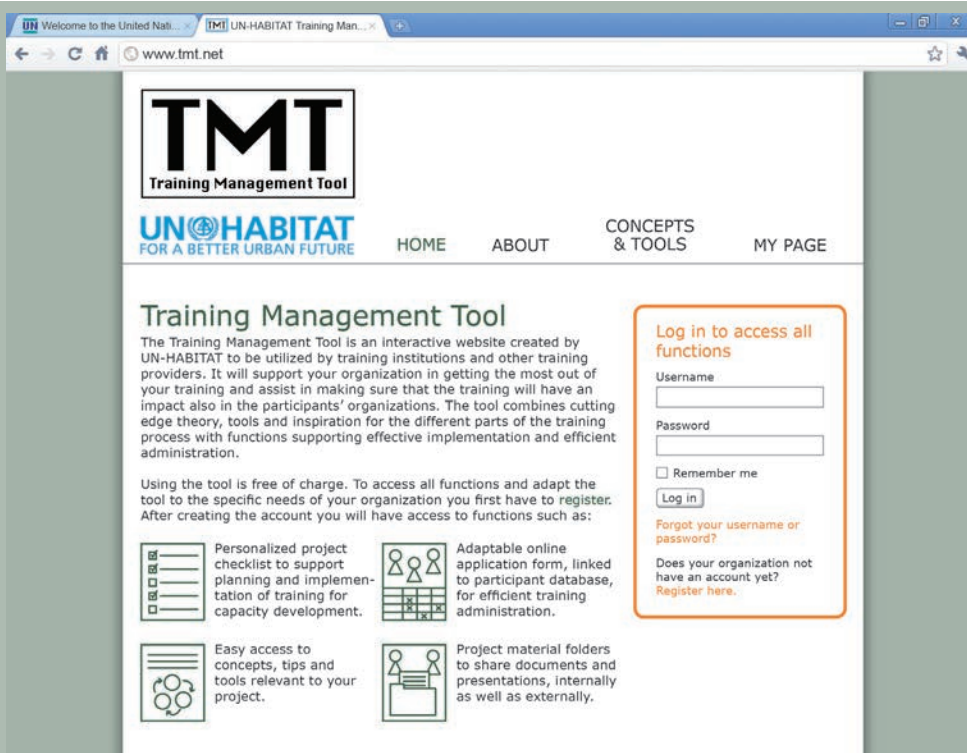 UN Welcome to the United Nati...
TMT UN-HABITAT Training Man...
www.tmt.net
TMT
Training Management Tool
UN HABITAT
FOR A BETTER URBAN FUTURE
HOME
ABOUT
CONCEPTS
& TOOLS
MY PAGE
Training Management Tool
The Training Management Tool is an interactive website created by
UN-HABITAT to be utilized by training institutions and other training
providers. It will support your organization in getting the most out of
your training and assist in making sure that the training will have an
impact also in the participants' organizations. The tool combines cutting
edge theory, tools and inspiration for the different parts of the training
process with functions supporting effective implementation and efficient
administration.
Using the tool is free of charge. To access all functions and adapt the
tool to the specific needs of your organization you first have to register.
After creating the account you will have access to functions such as:
Personalized project
checklist to support
planning and implemen-
tation of training for
capacity development.
Adaptable online
application form, linked
to participant database,
for efficient training
administration.
Easy access to
concepts, tips and
tools relevant to your
project.
Project material folders
to share documents and
presentations, internally
as well as externally.
Log in to access all
functions
Username
Password
Remember me
Log in
Forgot your username or
password?
Does your organization not
have an account yet?
Register here.